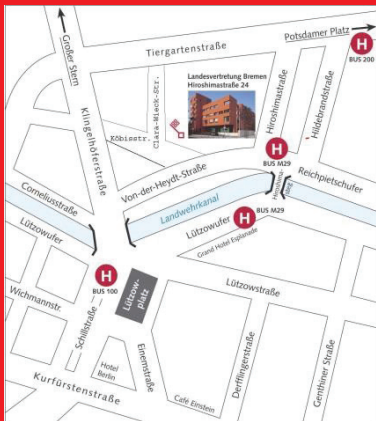 Potsdamer Platz
H
BUS 200
Großer Stern
Tiergartenstraße
Landesvertretung Bremen
Hiroshimastraße 24
Klingelhöferstraße
Clara-Wieck-Str.
Köbisstr.
Hiroshimastraße
Hildebrandstraße
H
BUS M29
Von-der-Heydt-Straße
Reichpietschufer
Corneliusstraße
Lützowufer
Landwehrkanal
Lützowufer
H
BUS M29
Grand Hotel Esplanade
H
BUS 100
Lützow-
platz
Lützowstraße
Wichmannstr.
Schillstraße
Hotel
Berlin
Einemstraße
Derfflingerstraße
Genthiner Straße
Kurfürstenstraße
Café Einstein